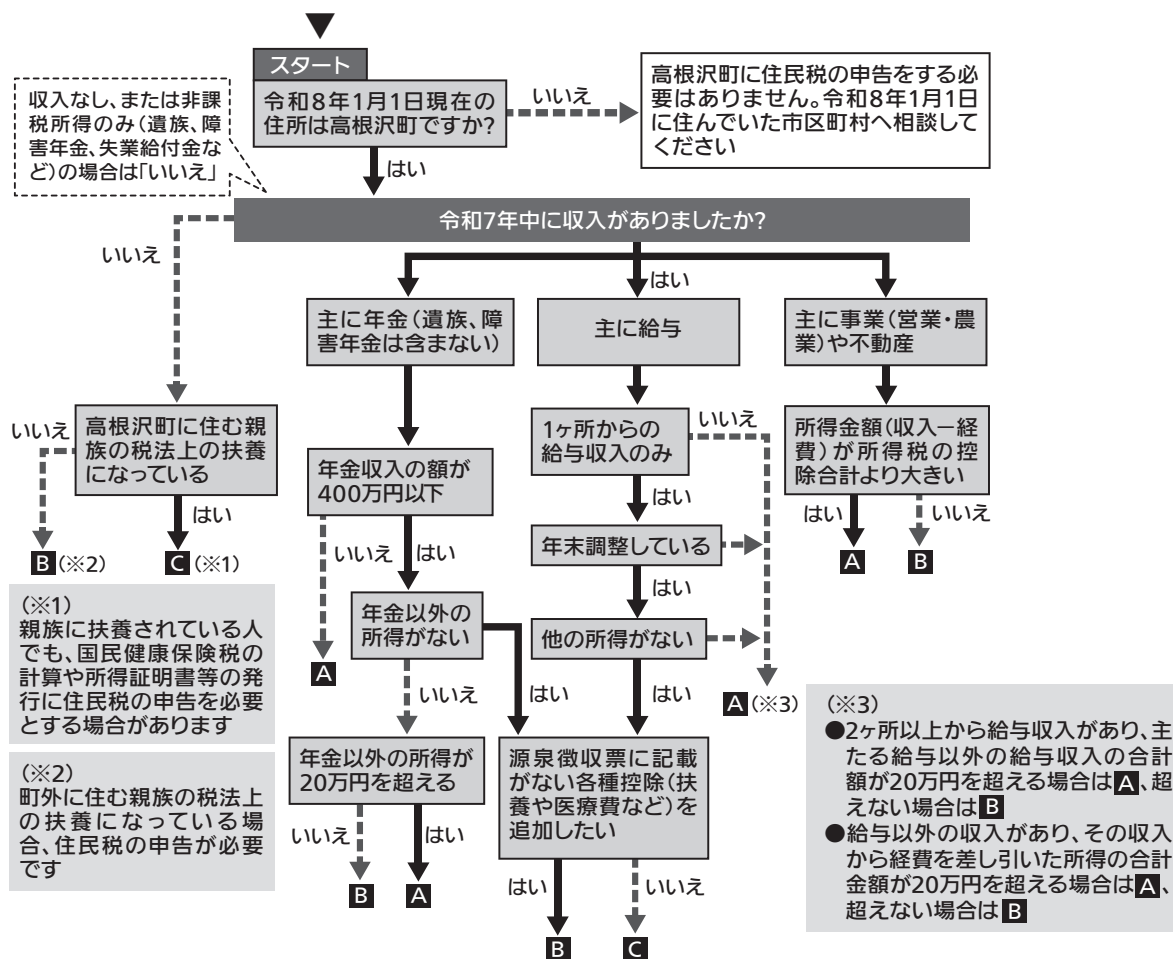 スタート
令和8年1月1日現在の
住所は高根沢町ですか?
いいえ
高根沢町に住民税の申告をする必
要はありません。令和8年1月1日
に住んでいた市区町村へ相談して
ください
収入なし、または非課
税所得のみ(遺族、障
害年金、失業給付金な
ど)の場合は「いいえ」
はい
令和7年中に収入がありましたか?
いいえ
はい
主に年金(遺族、障
害年金は含まない)
主に給与
主に事業(営業・農
業)や不動産
いいえ
高根沢町に住む親
族の税法上の扶養
になっている
はい
B(※2)
C(※1)
年金収入の額が
400万円以下
いいえ
はい
A
年金以外の
所得がない
いいえ
はい
年金以外の所得が
20万円を超える
いいえ
はい
B
A
1ヶ所からの
給与収入のみ
いいえ
はい
年末調整している
はい
他の所得がない
はい
A(※3)
源泉徴収票に記載
がない各種控除(扶
養や医療費など)を
追加したい
はい
いいえ
B
C
所得金額(収入-経
費)が所得税の控
除合計より大きい
はい
いいえ
A
B
(※1)
親族に扶養されている人
でも、国民健康保険税の
計算や所得証明書等の発
行に住民税の申告を必要
とする場合があります
(※2)
町外に住む親族の税法上
の扶養になっている場
合、住民税の申告が必要
です
(※3)
●2ヶ所以上から給与収入があり、主
たる給与以外の給与収入の合計
額が20万円を超える場合はA、超
えない場合はB
●給与以外の収入があり、その収入
から経費を差し引いた所得の合計
金額が20万円を超える場合はA、
超えない場合はB